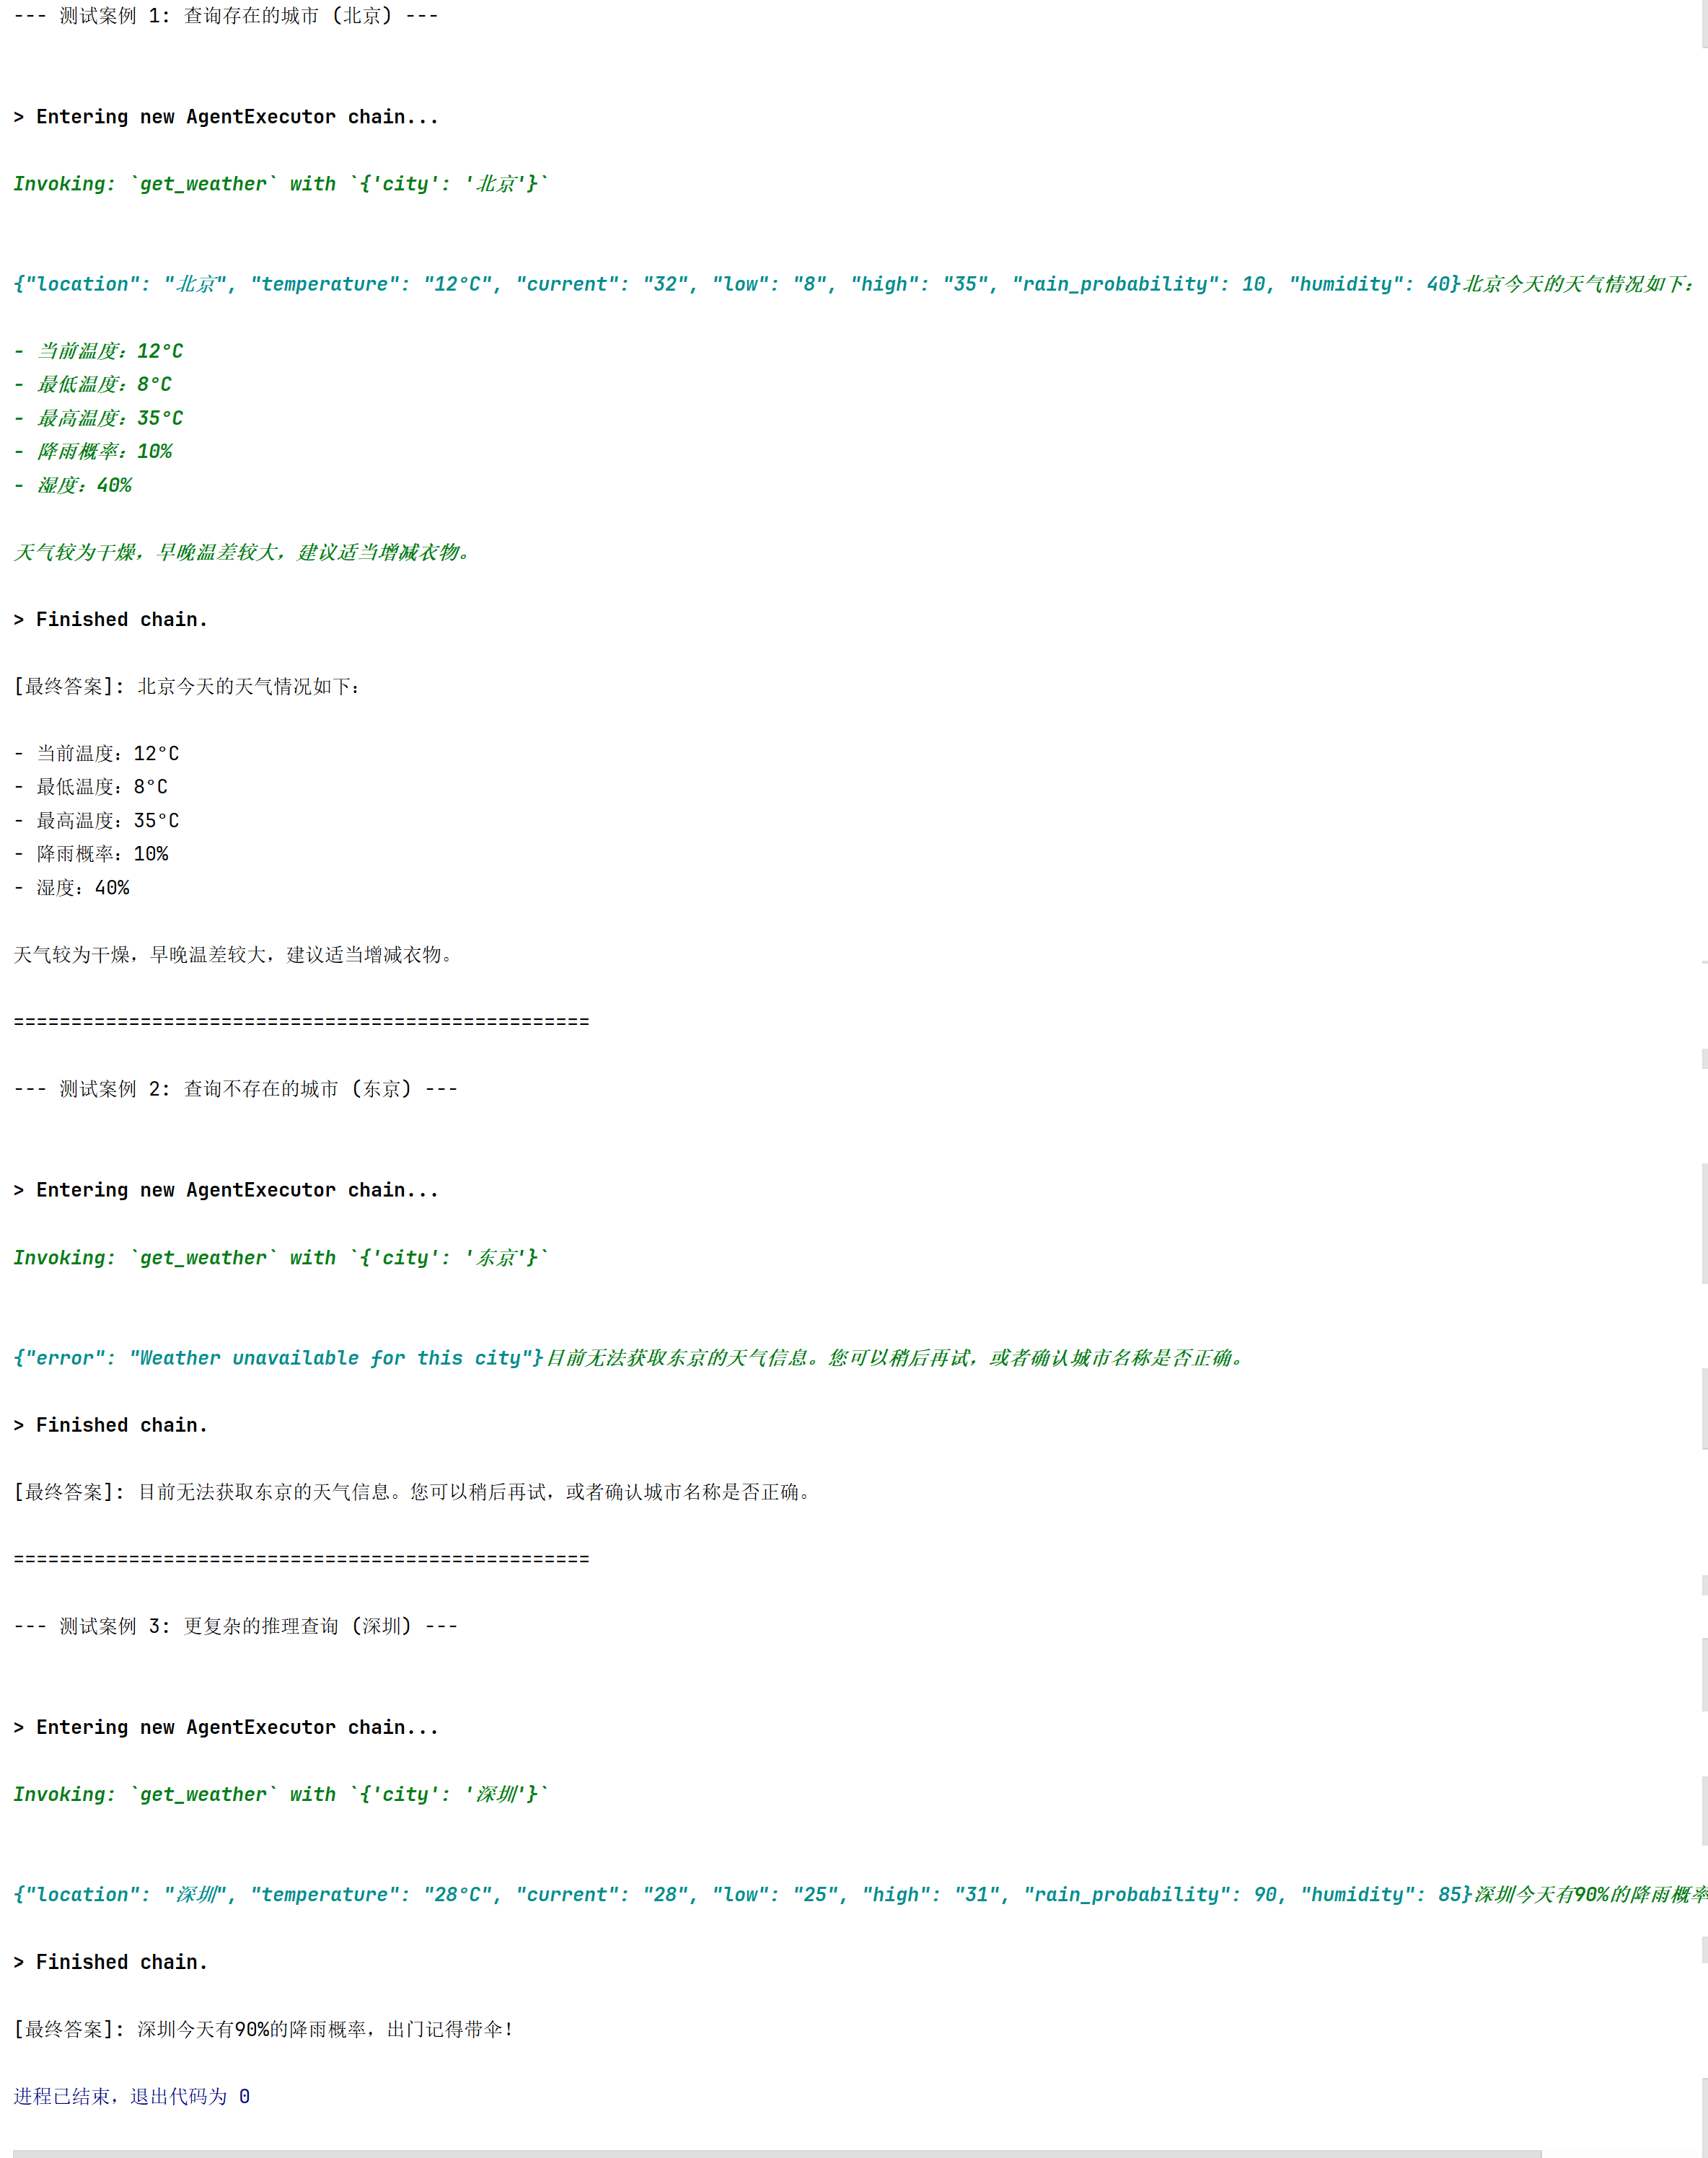 --- 测试案例 1: 查询存在的城市 (北京) ---
> Entering new AgentExecutor chain...
Invoking: `get_weather` with `{'city': '北京'}`
{"location": "北京", "temperature": "12°C", "current": "32", "low": "8", "high": "35", "rain_probability": 10, "humidity": 40}北京今天的天气情况如下：
- 当前温度：12°C
- 最低温度：8°C
- 最高温度：35°C
- 降雨概率：10%
- 湿度：40%
天气较为干燥，早晚温差较大，建议适当增减衣物。
> Finished chain.
[最终答案]: 北京今天的天气情况如下：
- 当前温度：12°C
- 最低温度：8°C
- 最高温度：35°C
- 降雨概率：10%
- 湿度：40%
天气较为干燥，早晚温差较大，建议适当增减衣物。
==================================================
--- 测试案例 2: 查询不存在的城市 (东京) ---
> Entering new AgentExecutor chain...
Invoking: `get_weather` with `{'city': '东京'}`
{"error": "Weather unavailable for this city"}目前无法获取东京的天气信息。您可以稍后再试，或者确认城市名称是否正确。
> Finished chain.
[最终答案]: 目前无法获取东京的天气信息。您可以稍后再试，或者确认城市名称是否正确。
==================================================
--- 测试案例 3: 更复杂的推理查询 (深圳) ---
> Entering new AgentExecutor chain...
Invoking: `get_weather` with `{'city': '深圳'}`
{"location": "深圳", "temperature": "28°C", "current": "28", "low": "25", "high": "31", "rain_probability": 90, "humidity": 85}深圳今天有90%的降雨概率
> Finished chain.
[最终答案]: 深圳今天有90%的降雨概率，出门记得带伞！
进程已结束，退出代码为 0